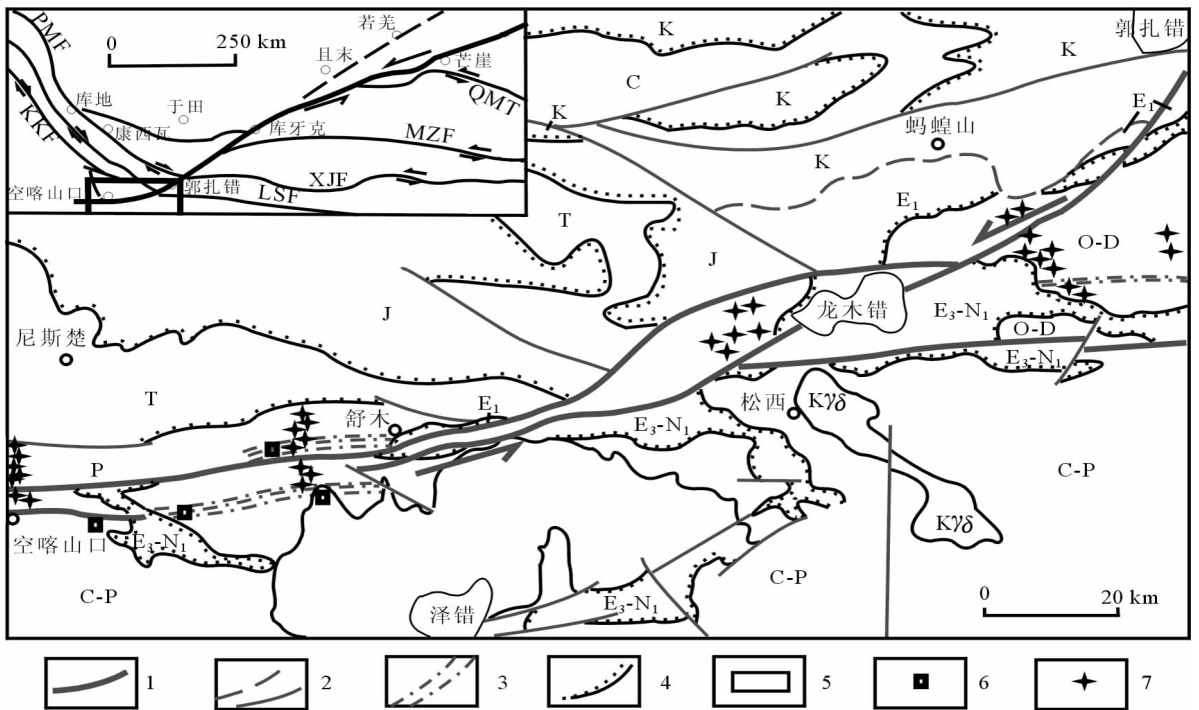 PMF
0 250 km
若羌
且末
芒崖
QMT
库地
于田
KKF
康西瓦
库牙克
MZF
空喀山口
郭扎错
XJF
LSF
K
K
郭扎错
C
K
K
E₁
蚂蝗山
K
T
E₁
O-D
J
J
龙木错
E₃-N₁
O-D
尼斯楚
E₃-N₁
T
舒木
E₁
松西
Kγδ
E₃-N₁
P
C-P
Kγδ
空喀山口
E₃-N₁
C-P
C-P
E₃-N₁
泽错
0 20 km
1 2 3 4 5 6 7